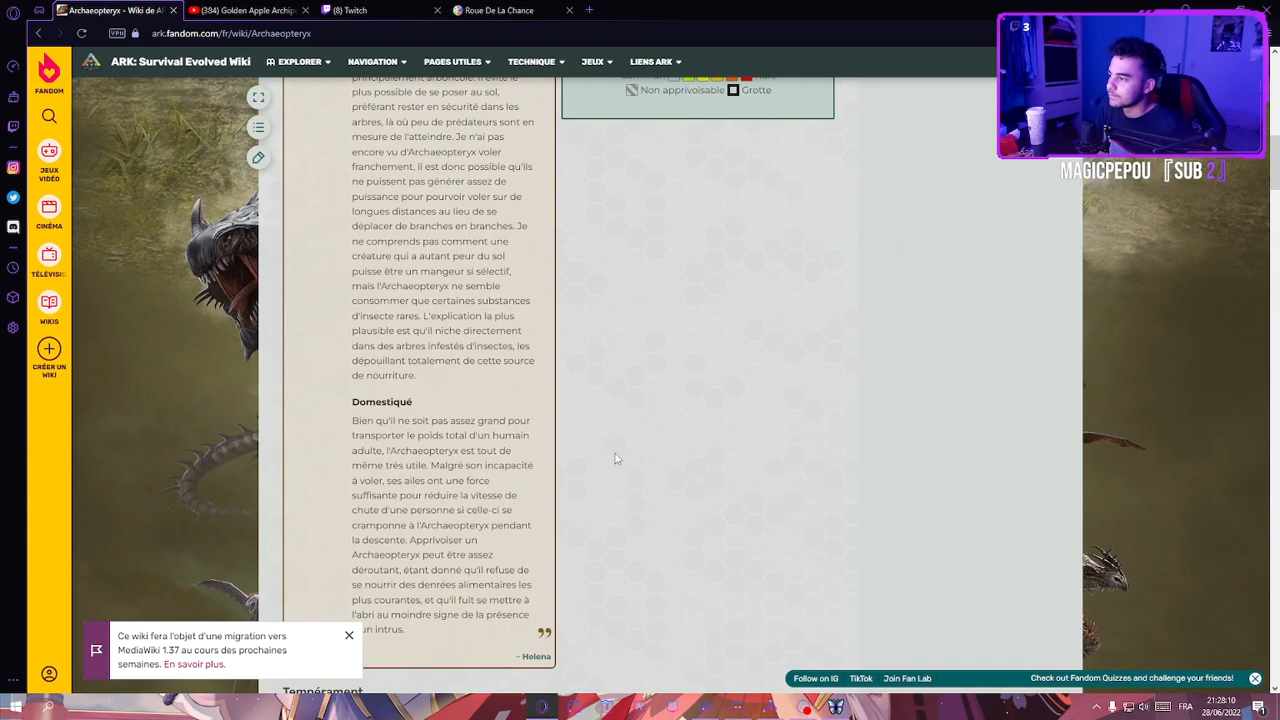 Archaeopteryx - Wiki de AR
(384) Golden Apple Archip
(8) Twitch
Roue De La Chance
VPN
ark.fandom.com/fr/wiki/Archaeopteryx
3
FANDOM
ARK: Survival Evolved Wiki
EXPLORER
NAVIGATION
PAGES UTILES
TECHNIQUE
JEUX
LIENS ARK
JEUX
VIDÉO
CINÉMA
TÉLÉVISIO
WIKIS
CRÉER UN
WIKI
principalement arboricole. Il évite le
plus possible de se poser au sol,
préférant rester en sécurité dans les
arbres, là où peu de prédateurs sont en
mesure de l'atteindre. Je n'ai pas
encore vu d'Archaeopteryx voler
franchement, il est donc possible qu'ils
ne puissent pas générer assez de
puissance pour pourvoir voler sur de
longues distances au lieu de se
déplacer de branches en branches. Je
ne comprends pas comment une
créature qui a autant peur du sol
puisse être un mangeur si sélectif,
mais l'Archaeopteryx ne semble
consommer que certaines substances
d'insecte rares. L'explication la plus
plausible est qu'il niche directement
dans des arbres infestés d'insectes, les
dépouillant totalement de cette source
de nourriture.
Domestiqué
Bien qu'il ne soit pas assez grand pour
transporter le poids total d'un humain
adulte, l'Archaeopteryx est tout de
même très utile. Malgré son incapacité
à voler, ses ailes ont une force
suffisante pour réduire la vitesse de
chute d'une personne si celle-ci se
cramponne à l'Archaeopteryx pendant
la descente. Apprivoiser un
Archaeopteryx peut être assez
déroutant, étant donné qu'il refuse de
se nourrir des denrées alimentaires les
plus courantes, et qu'il fuit se mettre à
l'abri au moindre signe de la présence
un intrus.
~ Helena
Tempérament
Non apprivoisable Grotte
MAGICPEPOU 『SUB 2』
Ce wiki fera l'objet d'une migration vers
MediaWiki 1.37 au cours des prochaines
semaines. En savoir plus.
Follow on IG TikTok Join Fan Lab
Check out Fandom Quizzes and challenge your friends!
21:28:10
28/08/2022